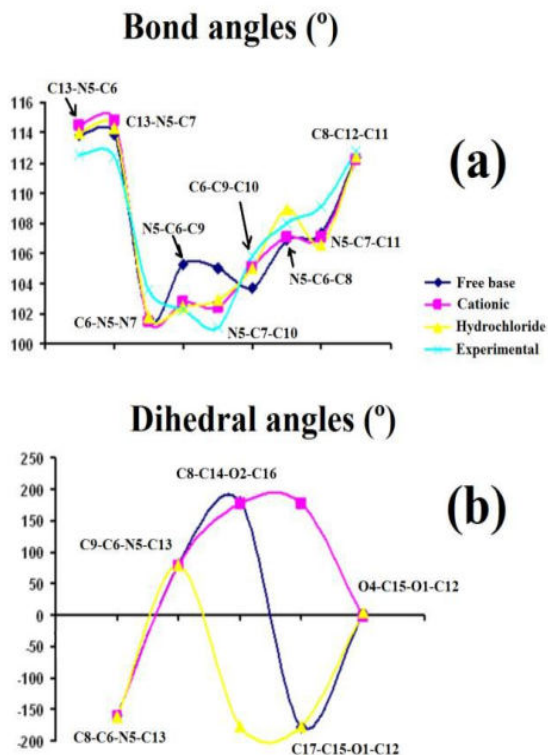 Bond angles (º)
C13-N5-C6
C13-N5-C7
C8-C12-C11
(a)
C6-C9-C10
N5-C6-C9
N5-C7-C11
N5-C6-C8
C6-N5-N7
N5-C7-C10
116
114
112
110
108
106
104
102
100
Free base
Cationic
Hydrochloride
Experimental
Dihedral angles (º)
C8-C14-O2-C16
(b)
C9-C6-N5-C13
O4-C15-O1-C12
C8-C6-N5-C13
C17-C15-O1-C12
250
200
150
100
50
0
-50
-100
-150
-200